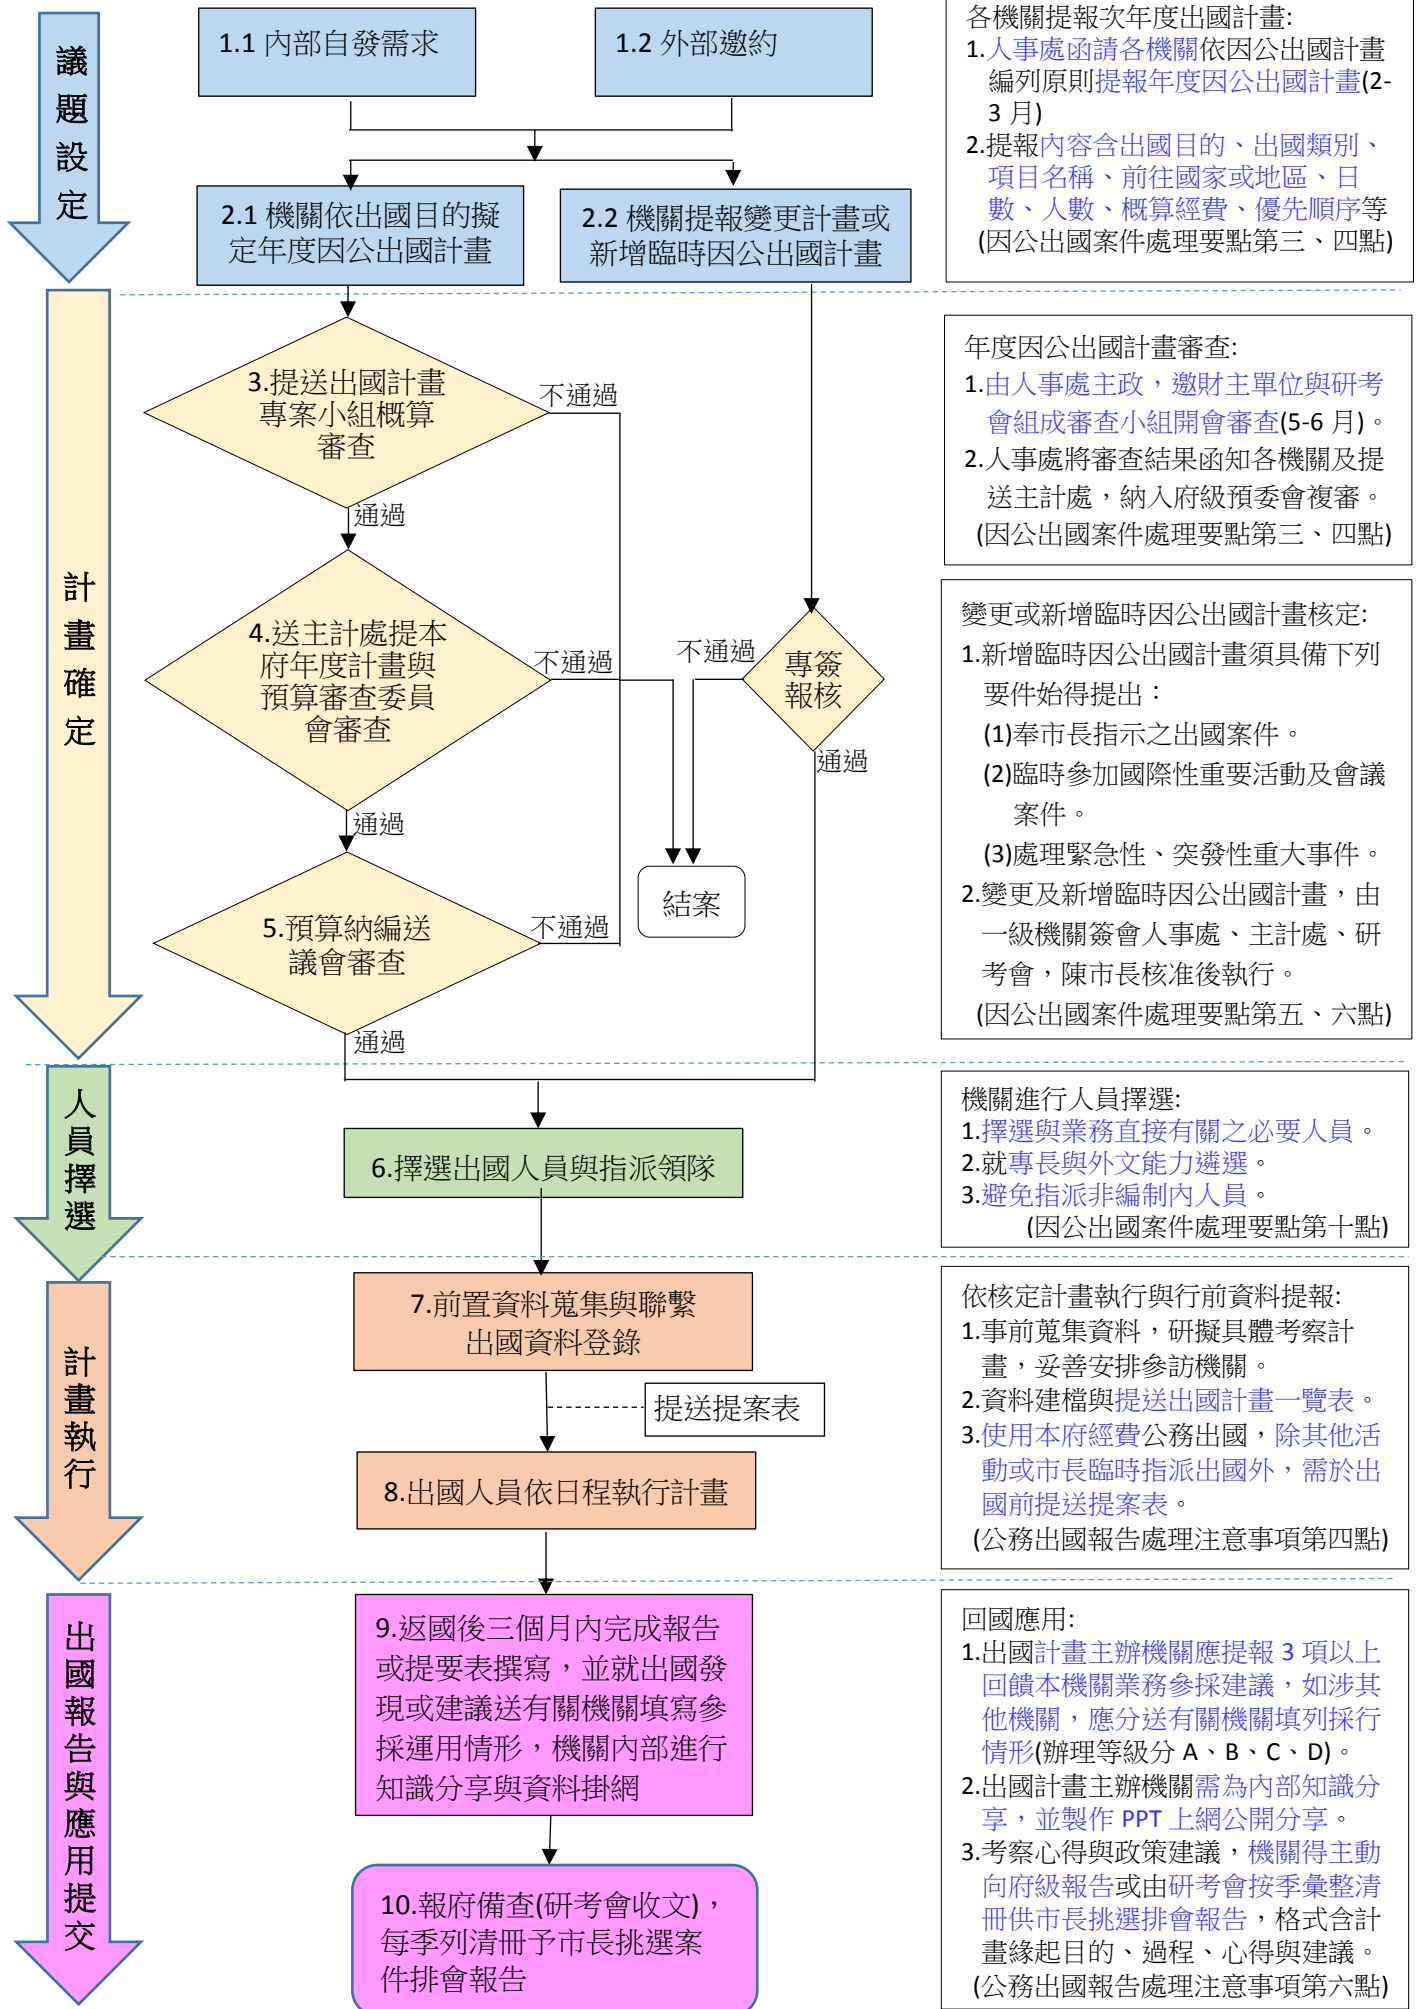 議題設定
1.1 內部自發需求
1.2 外部邀約
2.1 機關依出國目的擬
定年度因公出國計畫
2.2 機關提報變更計畫或
新增臨時因公出國計畫
各機關提報次年度出國計畫:
1.人事處函請各機關依因公出國計畫
編列原則提報年度因公出國計畫(2-
3 月)
2.提報內容含出國目的、出國類別、
項目名稱、前往國家或地區、日
數、人數、概算經費、優先順序等
(因公出國案件處理要點第三、四點)
計畫確定
3.提送出國計畫
專案小組概算
審查
不通過
通過
4.送主計處提本
府年度計畫與
預算審查委員
會審查
不通過
通過
5.預算納編送
議會審查
不通過
通過
不通過
專簽
報核
通過
結案
年度因公出國計畫審查:
1.由人事處主政，邀財主單位與研考
會組成審查小組開會審查(5-6 月)。
2.人事處將審查結果函知各機關及提
送主計處，納入府級預委會複審。
(因公出國案件處理要點第三、四點)
變更或新增臨時因公出國計畫核定:
1.新增臨時因公出國計畫須具備下列
要件始得提出：
(1)奉市長指示之出國案件。
(2)臨時參加國際性重要活動及會議
案件。
(3)處理緊急性、突發性重大事件。
2.變更及新增臨時因公出國計畫，由
一級機關簽會人事處、主計處、研
考會，陳市長核准後執行。
(因公出國案件處理要點第五、六點)
人員擇選
6.擇選出國人員與指派領隊
機關進行人員擇選:
1.擇選與業務直接有關之必要人員。
2.就專長與外文能力遴選。
3.避免指派非編制內人員。
(因公出國案件處理要點第十點)
計畫執行
7.前置資料蒐集與聯繫
出國資料登錄
提送提案表
8.出國人員依日程執行計畫
依核定計畫執行與行前資料提報:
1.事前蒐集資料，研擬具體考察計
畫，妥善安排參訪機關。
2.資料建檔與提送出國計畫一覽表。
3.使用本府經費公務出國，除其他活
動或市長臨時指派出國外，需於出
國前提送提案表。
(公務出國報告處理注意事項第四點)
出國報告與應用提交
9.返國後三個月內完成報告
或提要表撰寫，並就出國發
現或建議送有關機關填寫參
採運用情形，機關內部進行
知識分享與資料掛網
10.報府備查(研考會收文)，
每季列清冊予市長挑選案
件排會報告
回國應用:
1.出國計畫主辦機關應提報 3 項以上
回饋本機關業務參採建議，如涉其
他機關，應分送有關機關填列採行
情形(辦理等級分 A、B、C、D)。
2.出國計畫主辦機關需為內部知識分
享，並製作 PPT 上網公開分享。
3.考察心得與政策建議，機關得主動
向府級報告或由研考會按季彙整清
冊供市長挑選排會報告，格式含計
畫緣起目的、過程、心得與建議。
(公務出國報告處理注意事項第六點)